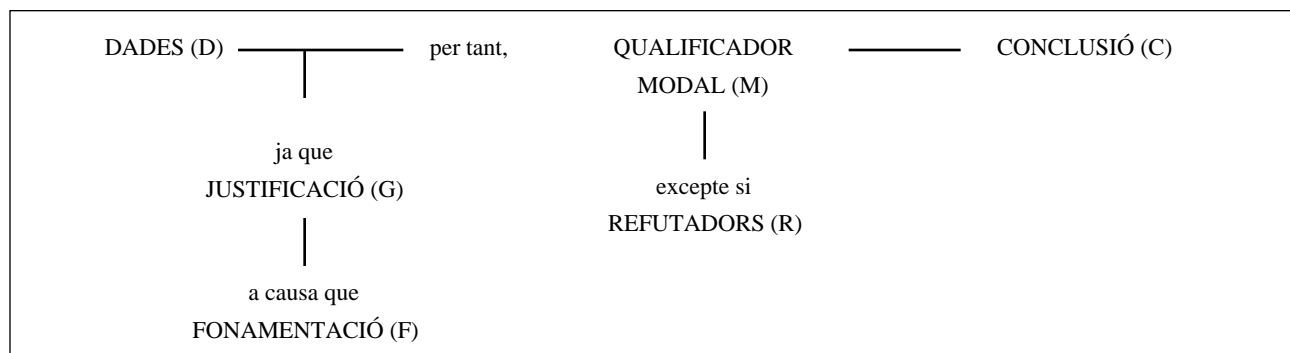 DADES (D) per tant, QUALIFICADOR CONCLUSIÓ (C)
MODAL (M)
ja que excepte si
JUSTIFICACIÓ (G) REFUTADORS (R)
a causa que
FONAMENTACIÓ (F)